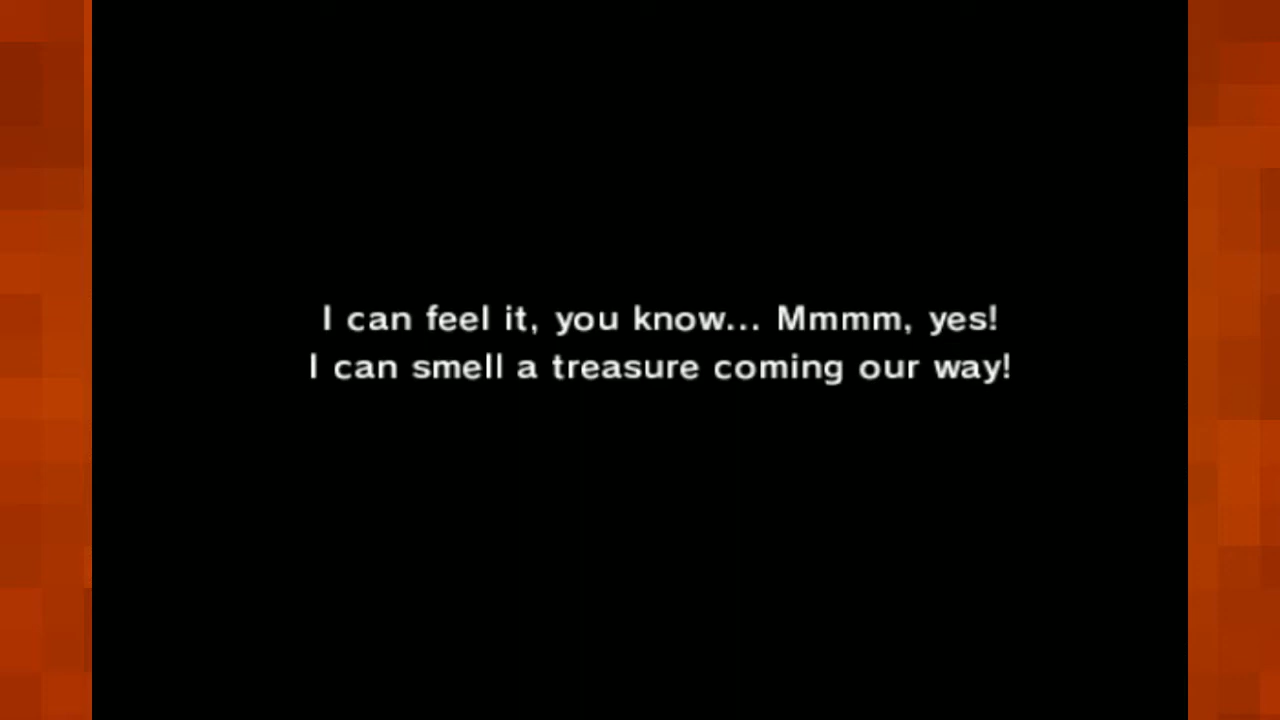 I can feel it, you know... Mmmm, yes!
I can smell a treasure coming our way!